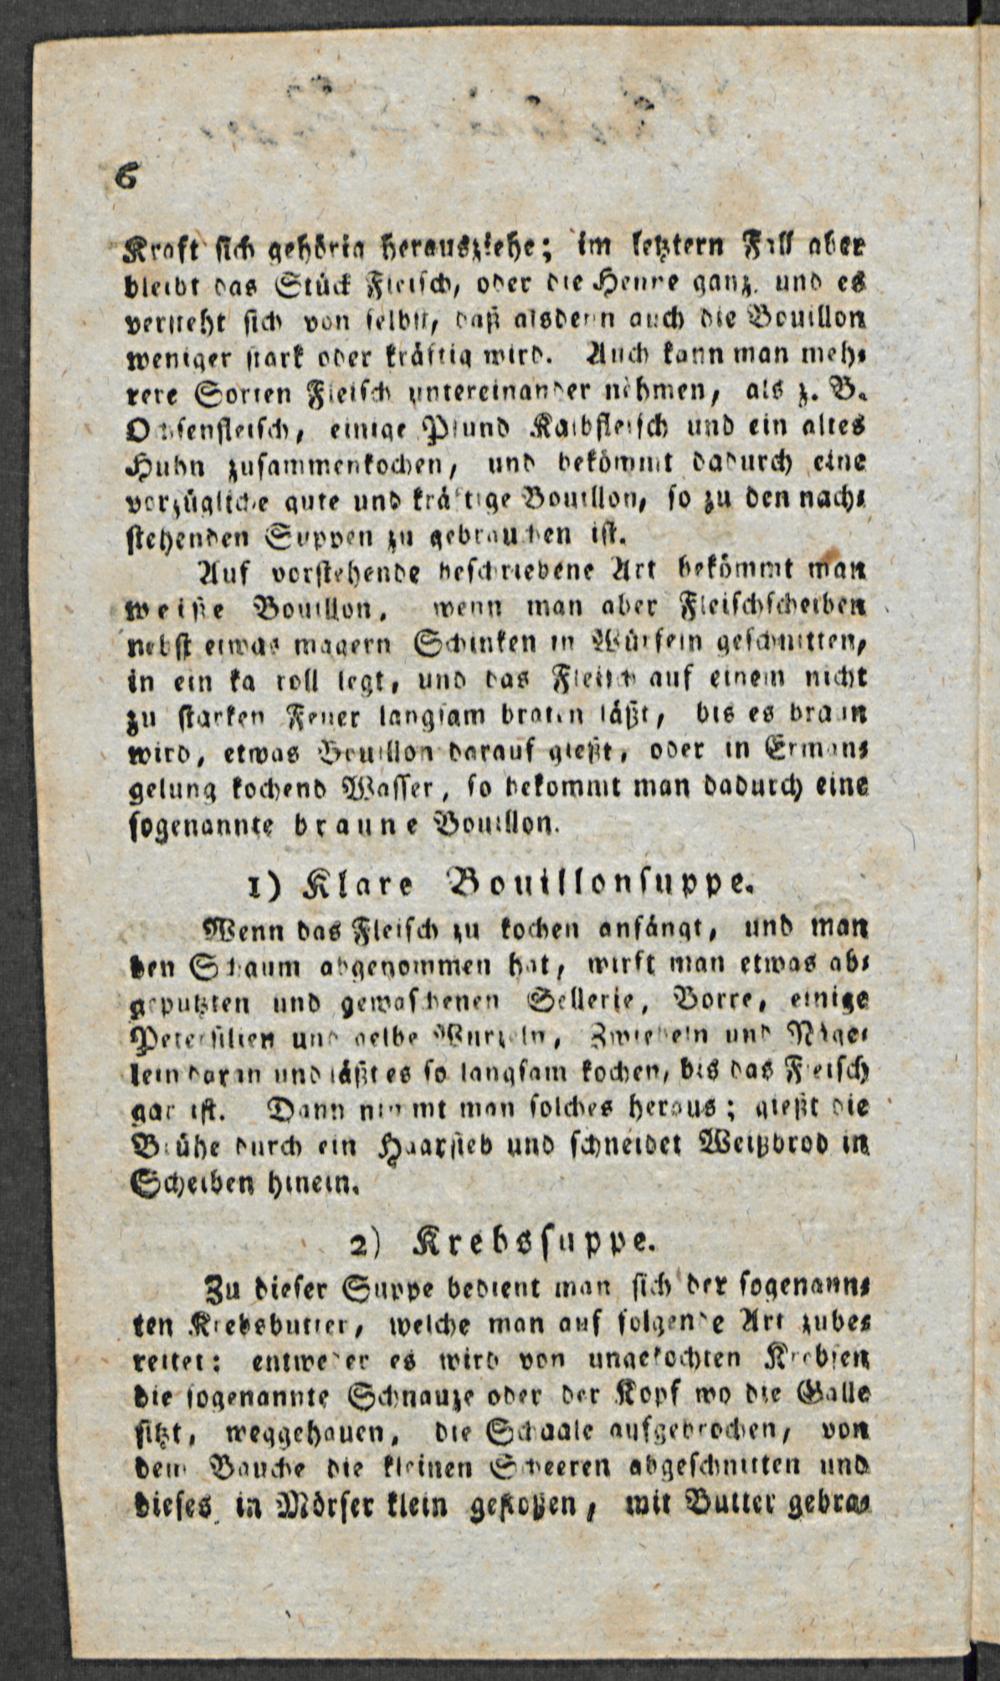 6
Kraft sich gehörig herausziehe; im letztern Fall aber
bleibt das Stück Fleisch, oder die Henne ganz, und es
versteht sich von selbst, daß alsdenn auch die Bouillon
weniger stark oder kräftig wird. Auch kann man meh-
rere Sorten Fleisch untereinander nehmen, als z. B.
Ochsenfleisch, einige Pfund Kalbfleisch und ein altes
Huhn zusammenkochen, und bekömmt dadurch eine
vorzügliche gute und kräftige Bouillon, so zu den nach-
stehenden Suppen zu gebrauchen ist.
Auf vorstehende beschriebene Art bekömmt man
weiße Bouillon, wenn man aber Fleischscheiben
nebst etwas magern Schinken in Würfeln geschnitten,
in ein kastroll legt, und das Fleisch auf einem nicht
zu starken Feuer langsam braten läßt, bis es braun
wird, etwas Bouillon darauf gießt, oder in Erman-
gelung kochend Wasser, so bekommt man dadurch eine
sogenannte braune Bouillon.
1) Klare Bouillonsuppe.
Wenn das Fleisch zu kochen anfängt, und man
den Schaum abgenommen hat, wirft man etwas ab-
geputzten und gewaschenen Sellerie, Borre, einige
Petersilien und gelbe Wurzeln, Zwiebeln und Näge-
lein daran und läßt es so langsam kochen, bis das Fleisch
gar ist. Dann nimmt man solches heraus; gießt die
Brühe durch ein Haarsieb und schneidet Weitzbrod in
Scheiben hinein.
2) Krebssuppe.
Zu dieser Suppe bedient man sich der sogenann-
ten Krebsbutter, welche man auf folgende Art zube-
reitet: entweder es wird von ungekochten Krebsen
die sogenannte Schnauze oder der Kopf wo die Galle
sitzt, weggehauen, die Schaale aufgebrochen, von
dem Bauche die kleinen Scheeren abgeschnitten und
dieses in Mörser klein gestoßen, mit Butter gebra-